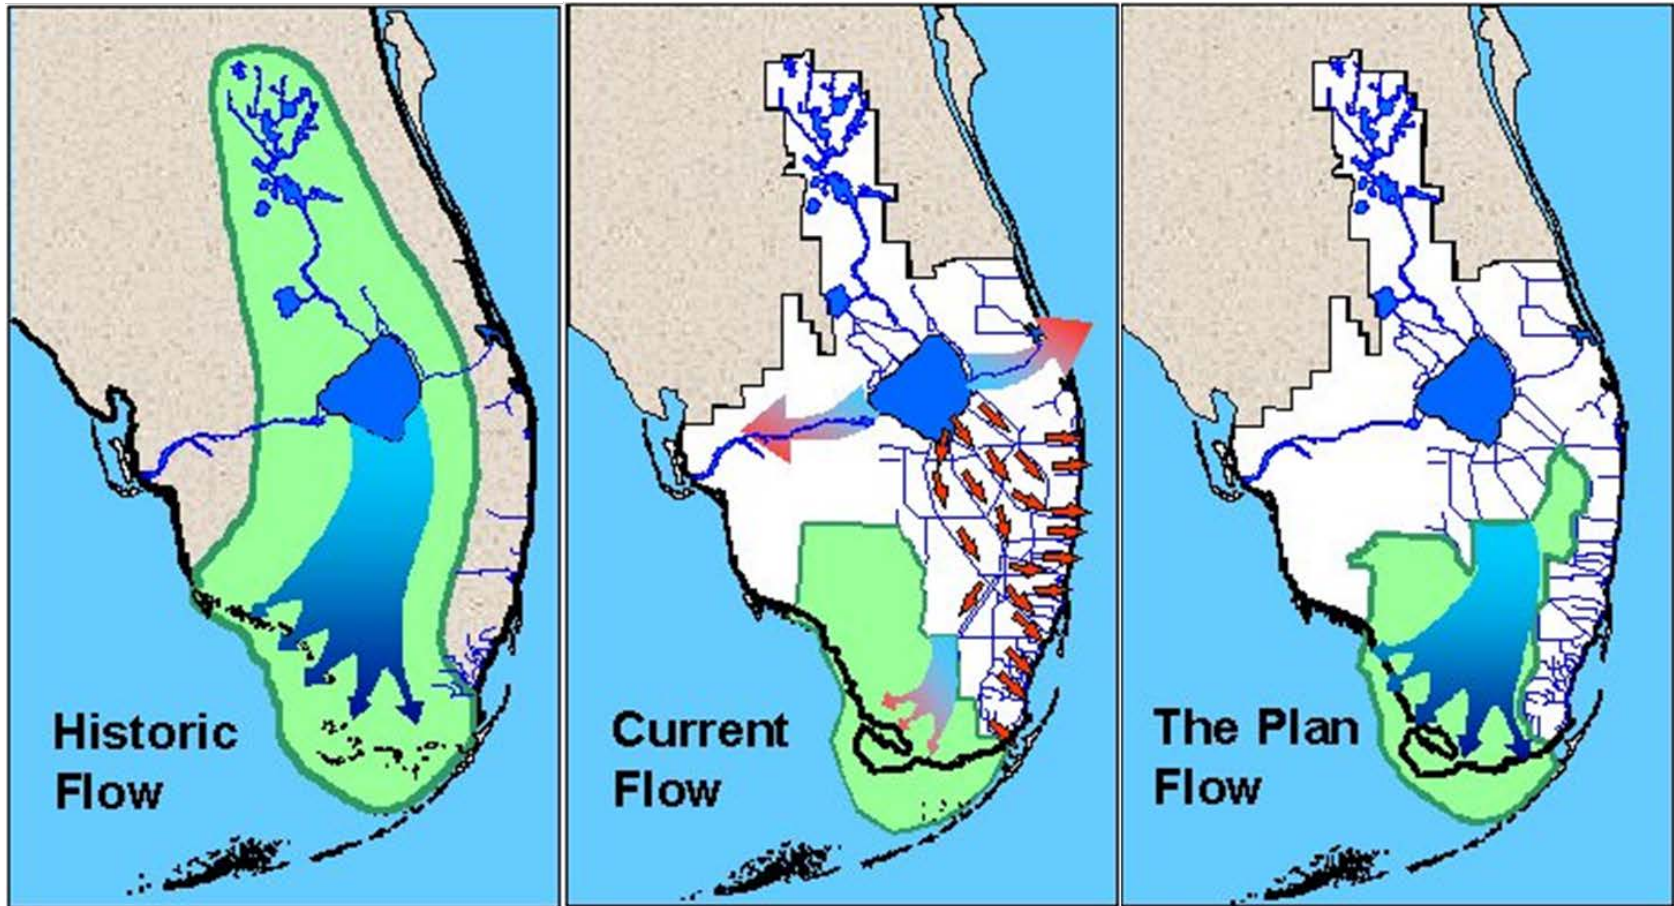 Historic
Flow
Current
Flow
The Plan
Flow